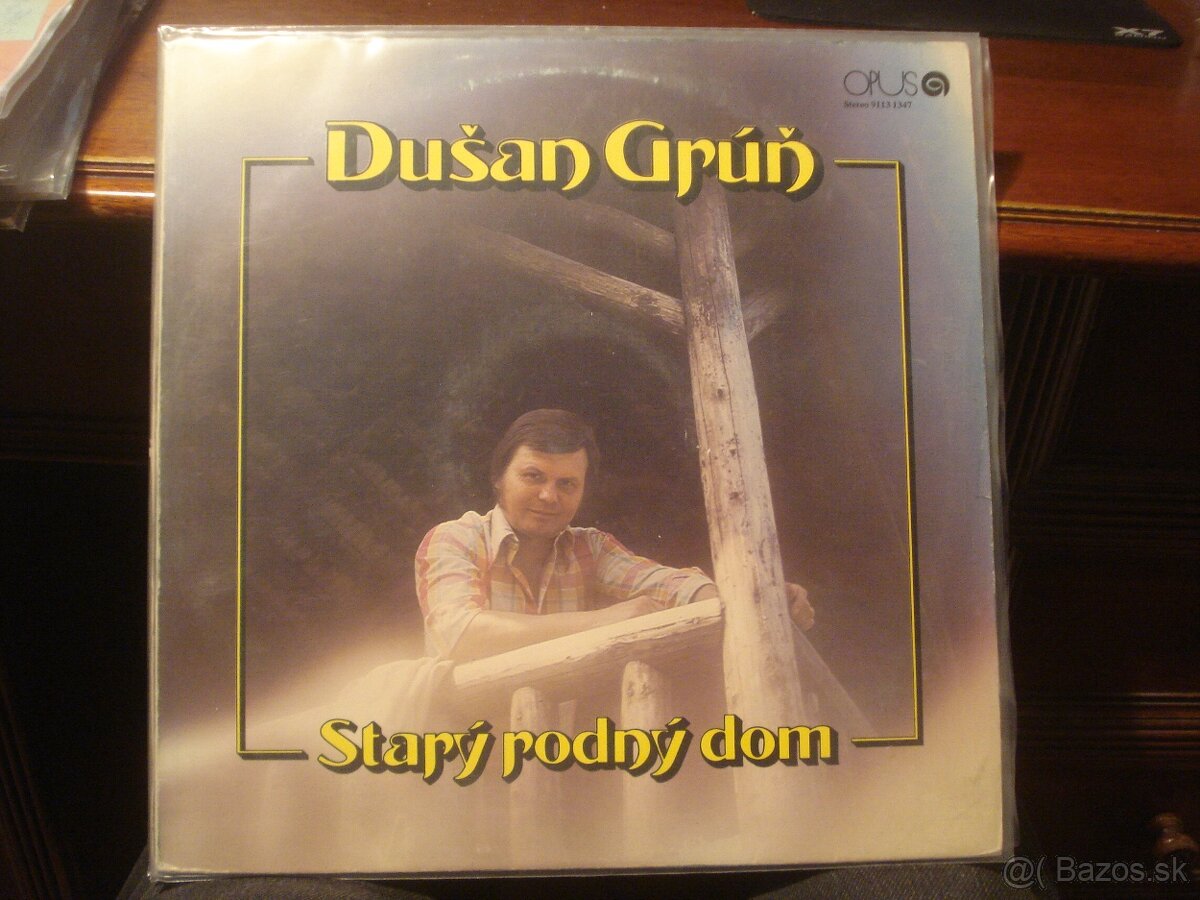 OPUS
Stereo 9113 1347
Dušan Grúň
Starý rodný dom
@( Bazos.sk